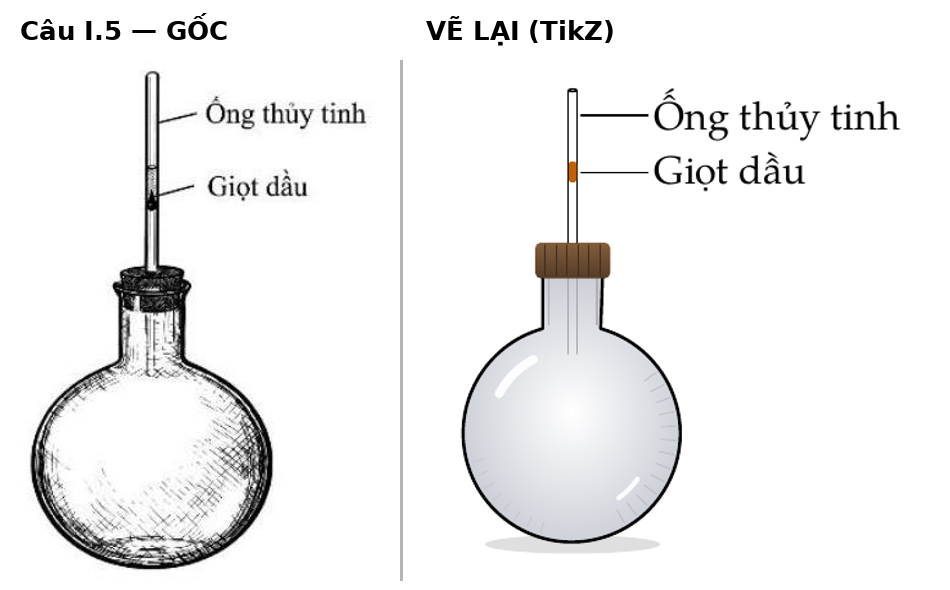 Câu I.5 — GỐC
Ống thủy tinh
Giọt dầu
VẼ LẠI (TikZ)
Ống thủy tinh
Giọt dầu